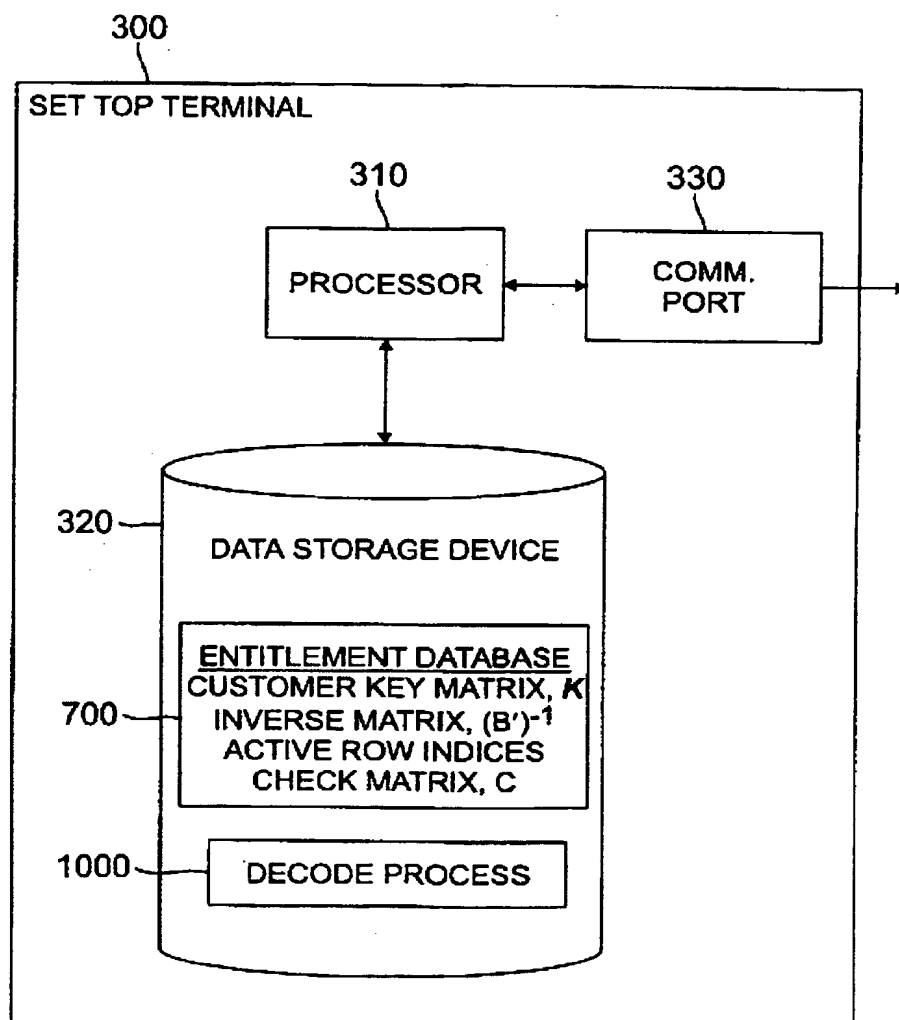 300
SET TOP TERMINAL
310
330
PROCESSOR
COMM.
PORT
320
DATA STORAGE DEVICE
ENTITLEMENT DATABASE
CUSTOMER KEY MATRIX, K
700
INVERSE MATRIX, (B')-1
ACTIVE ROW INDICES
CHECK MATRIX, C
1000
DECODE PROCESS